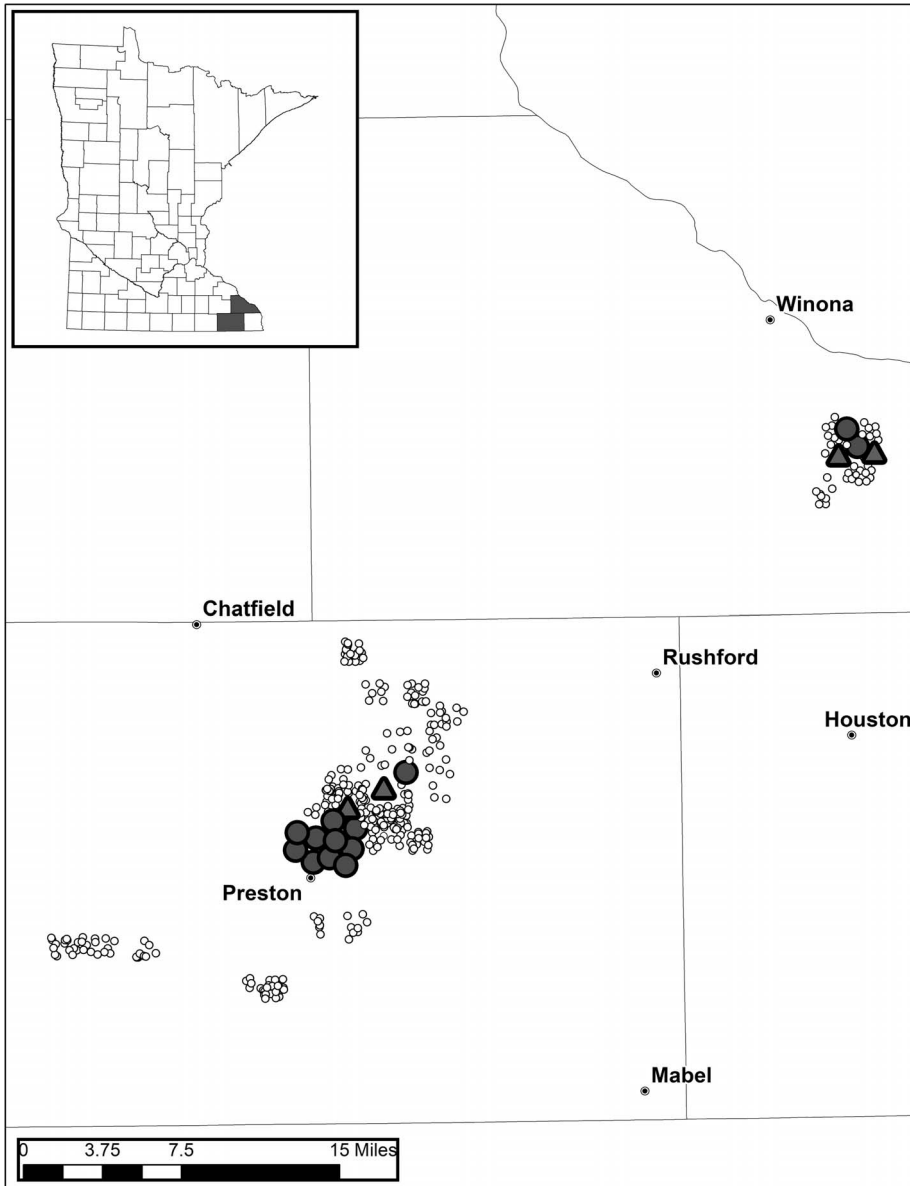 Winona
Chatfield
Rushford
Houston
Preston
Mabel
0 3.75 7.5 15 Miles